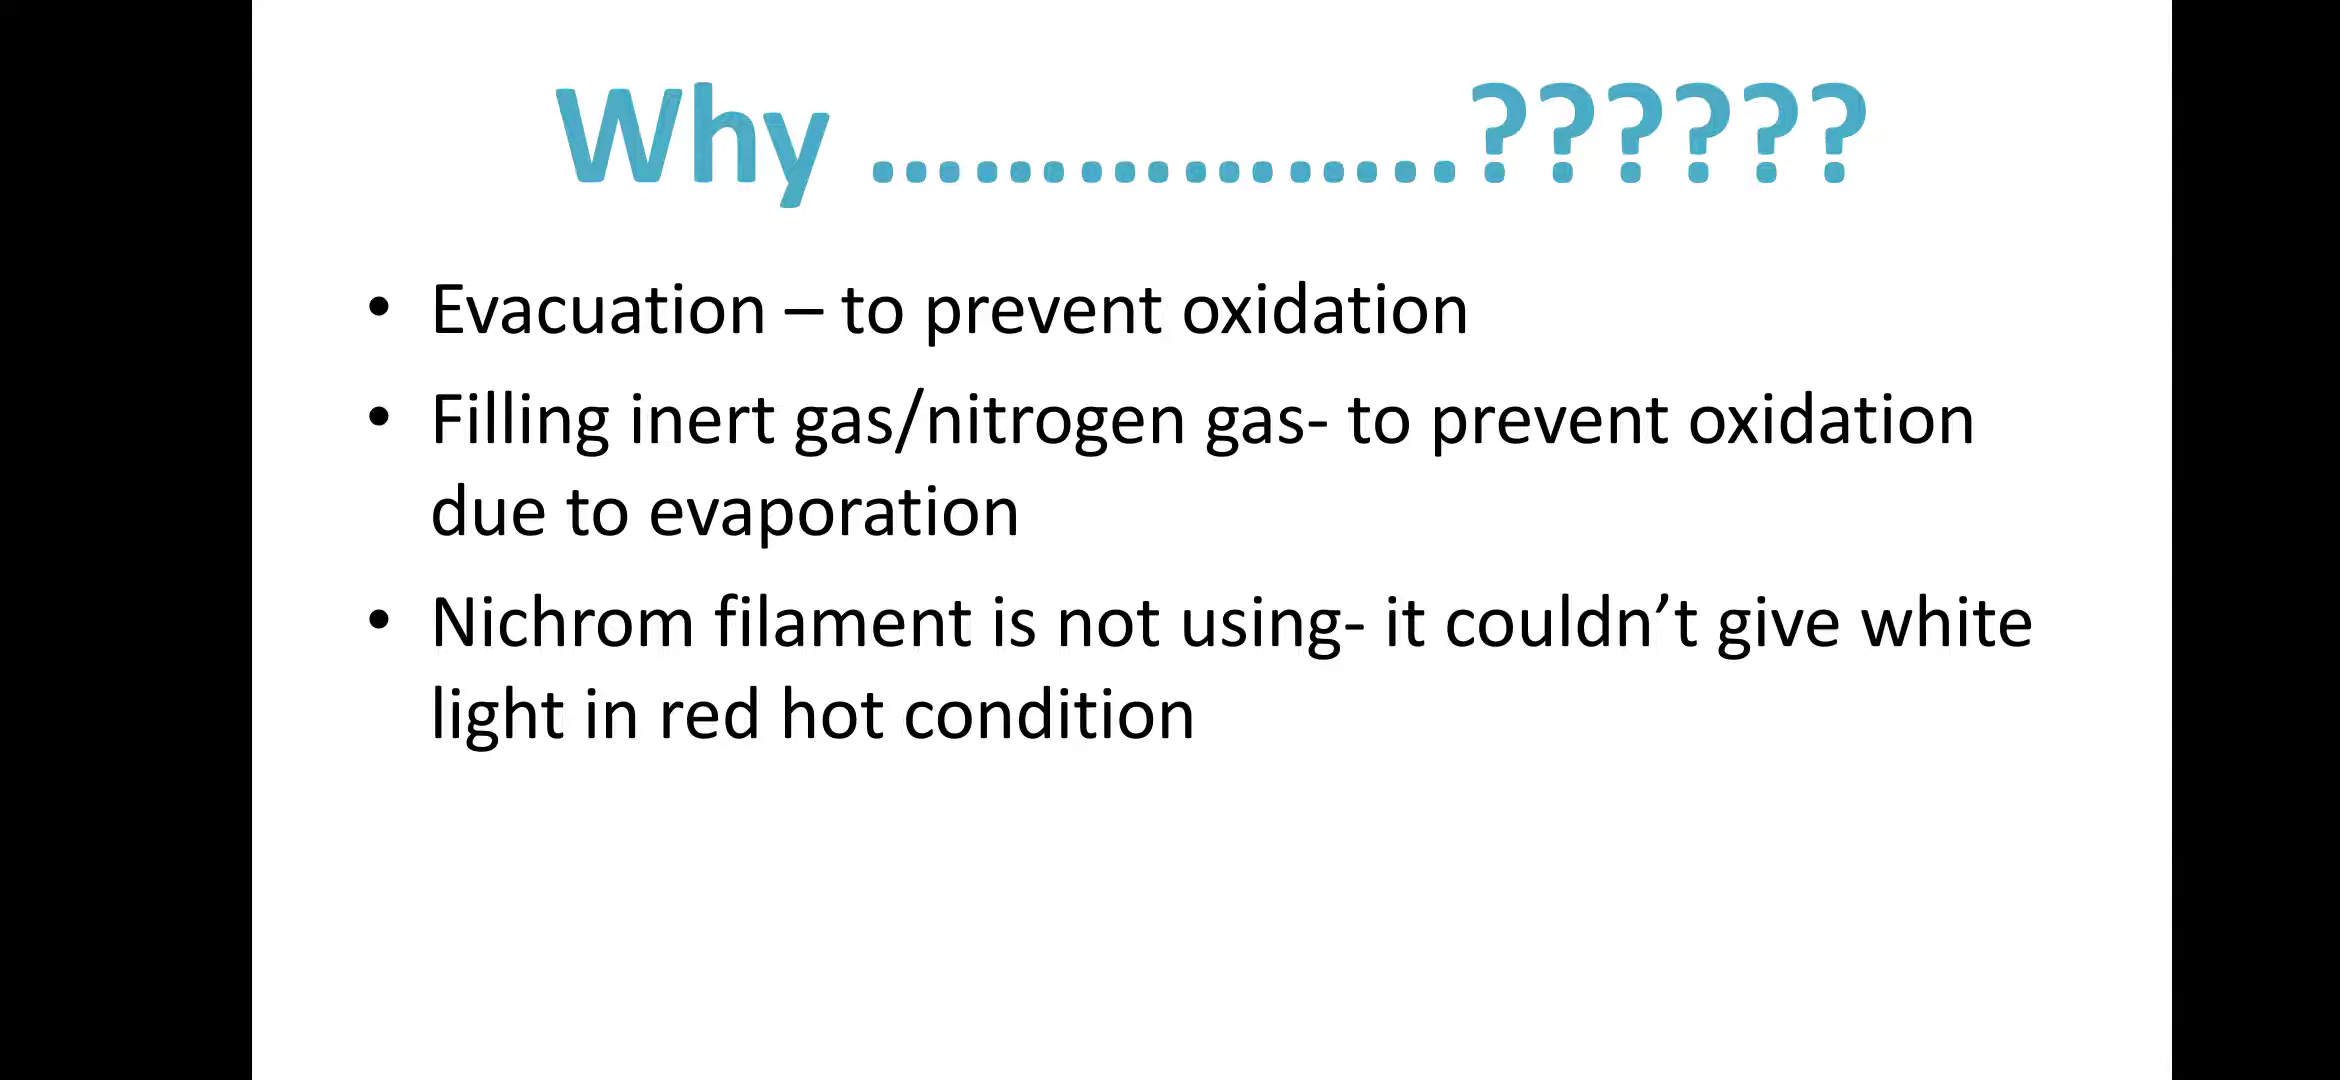 Why ………………..??????
• Evacuation – to prevent oxidation
• Filling inert gas/nitrogen gas- to prevent oxidation
due to evaporation
• Nichrom filament is not using- it couldn’t give white
light in red hot condition